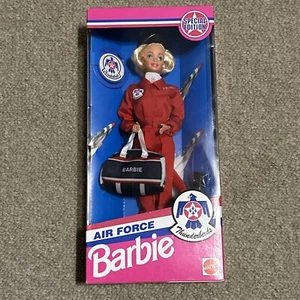 SPECIAL
EDITION
BARBIE
AIR FORCE
Barbie
Thunderbirds